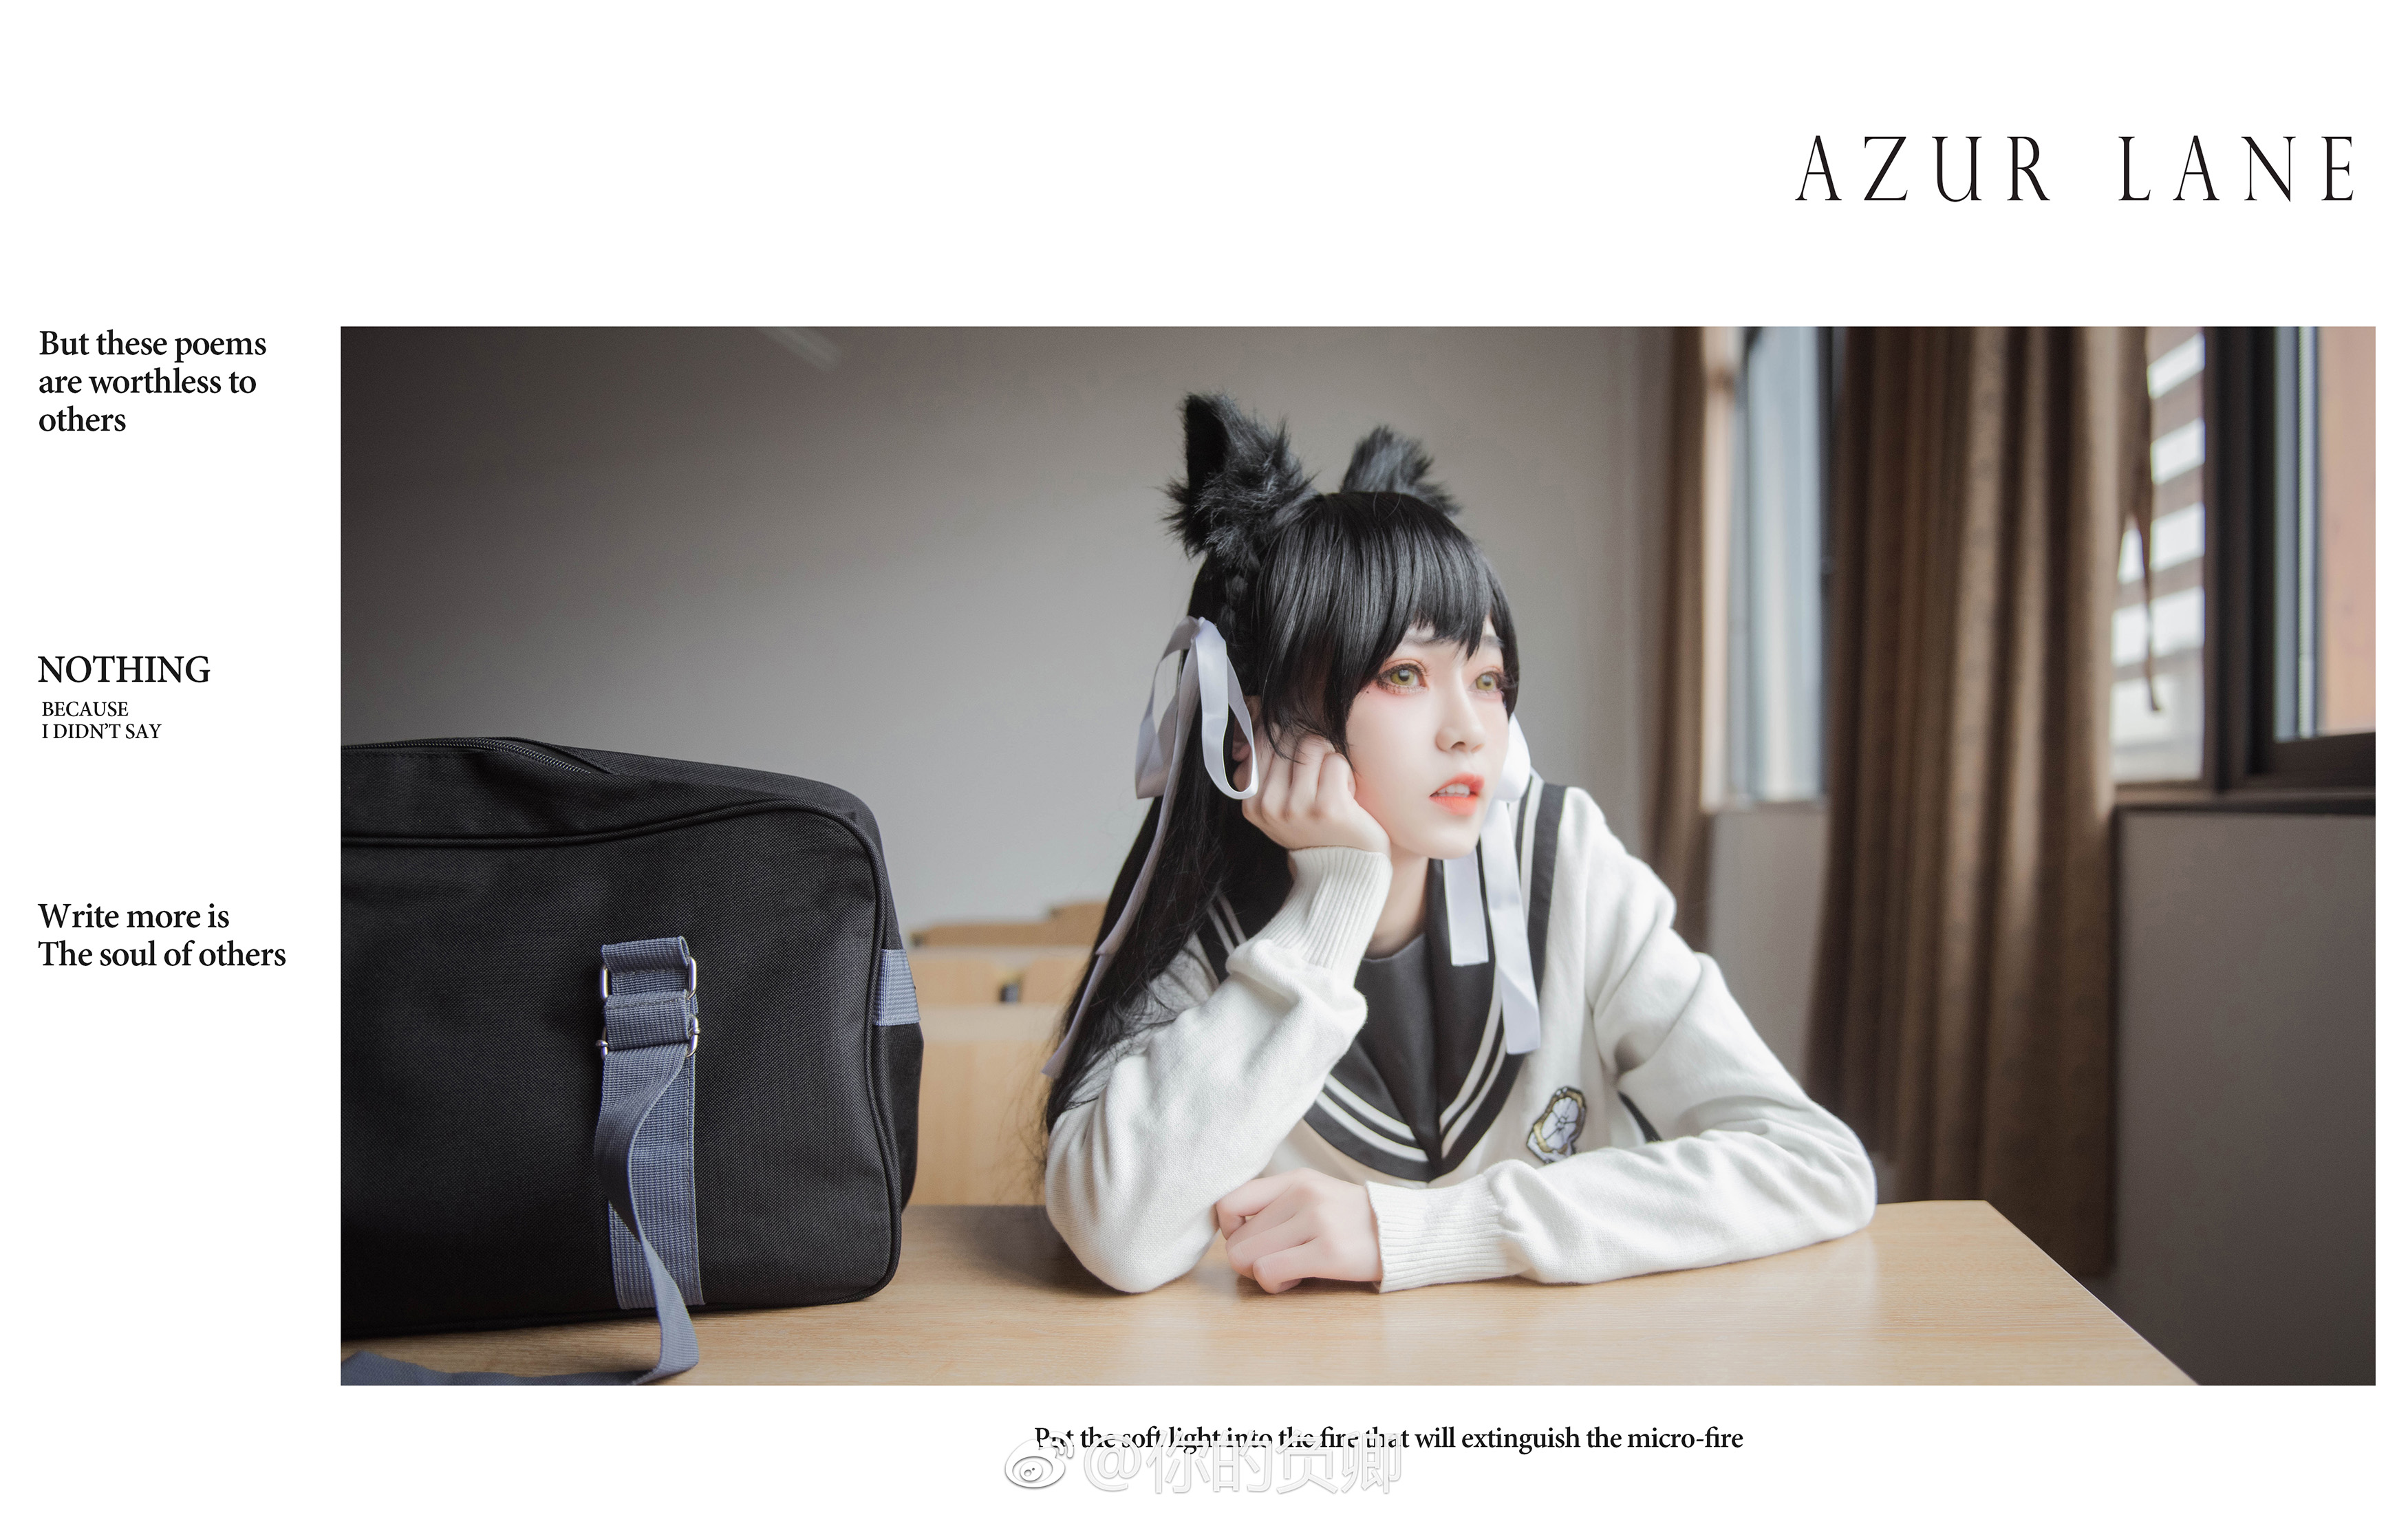 AZUR LANE
But these poems
are worthless to
others
NOTHING
BECAUSE
I DIDN'T SAY
Write more is
The soul of others
Put the soft light into the fire that will extinguish the micro-fire
@你的负卿